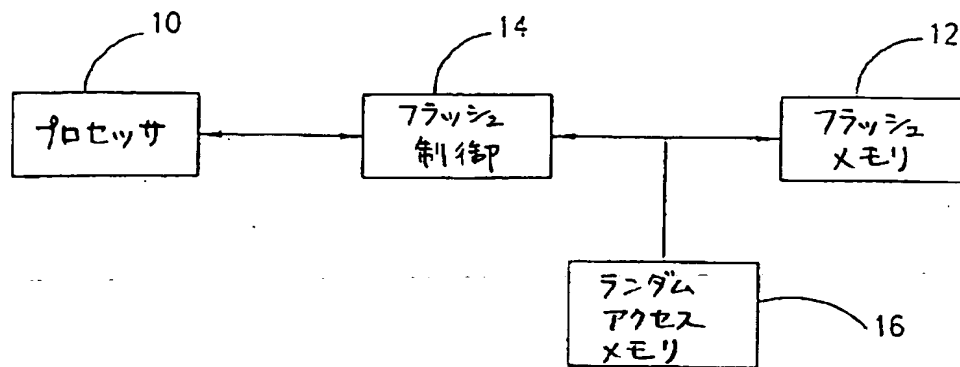 10
14
12
プロセッサ
フラッシュ
制御
フラッシュ
メモリ
ランダム
アクセス
メモリ
16